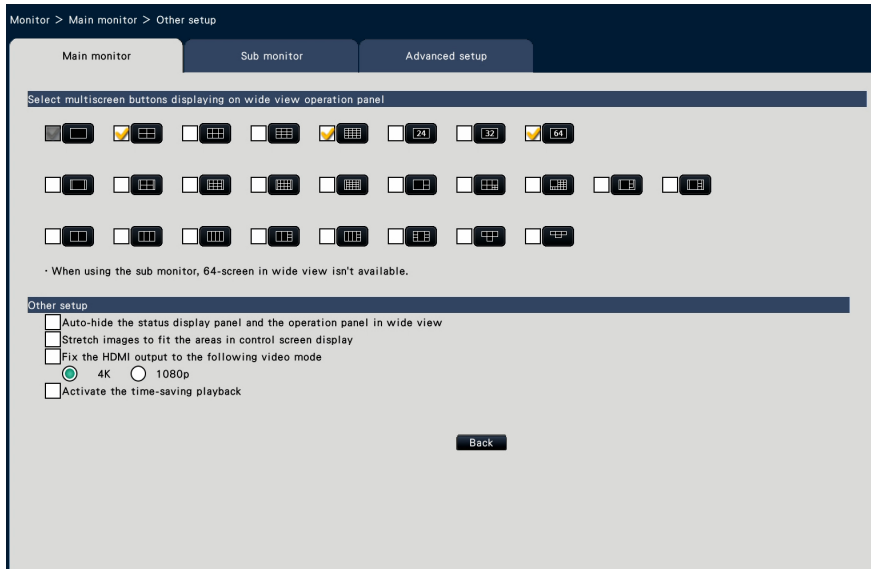 Monitor > Main monitor > Other setup
Main monitor Sub monitor Advanced setup
Select multiscreen buttons displaying on wide view operation panel
24 32 64
・When using the sub monitor, 64-screen in wide view isn't available.
Other setup
Auto-hide the status display panel and the operation panel in wide view
Stretch images to fit the areas in control screen display
Fix the HDMI output to the following video mode
4K 1080p
Activate the time-saving playback
Back